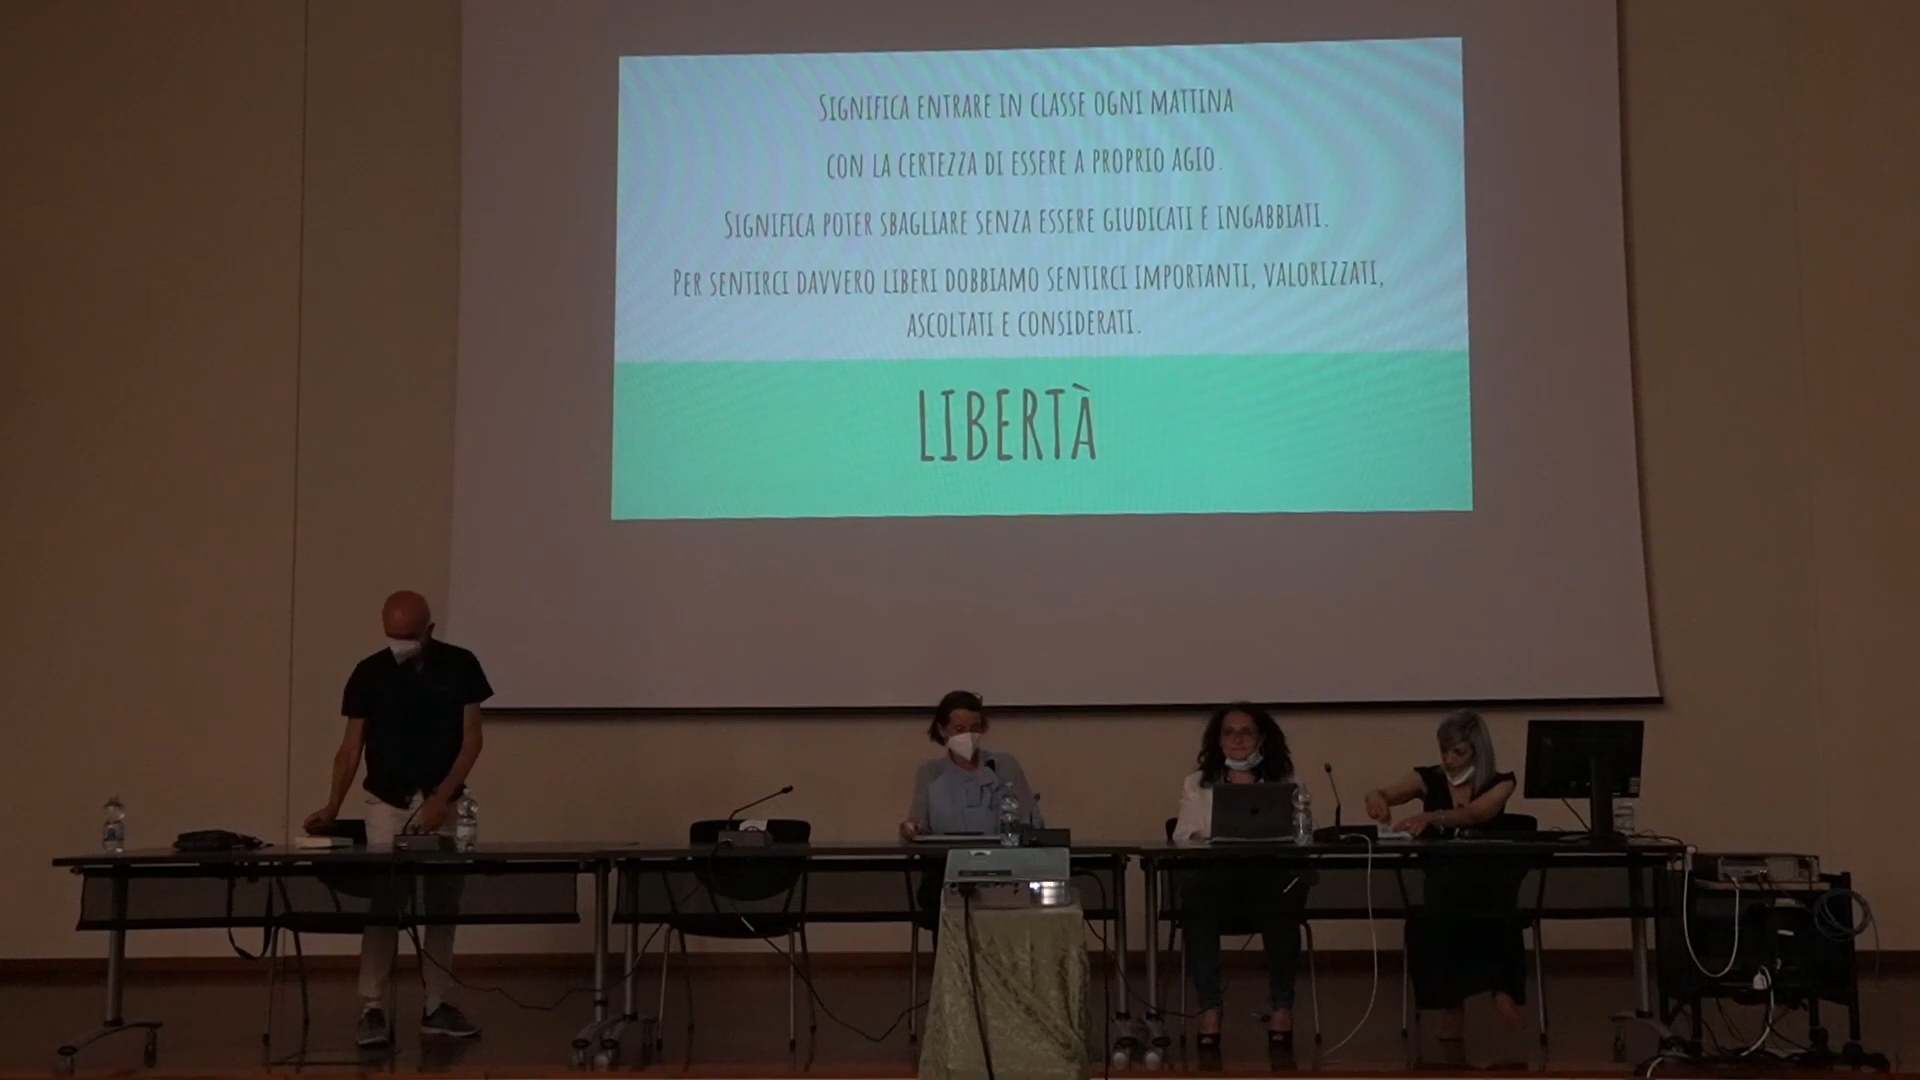 Significa entrare in classe ogni mattina
con la certezza di essere a proprio agio.
Significa poter sbagliare senza essere giudicati e ingabbiati.
Per sentirci davvero liberi dobbiamo sentirci importanti, valorizzati,
ascoltati e considerati.
LIBERTÀ